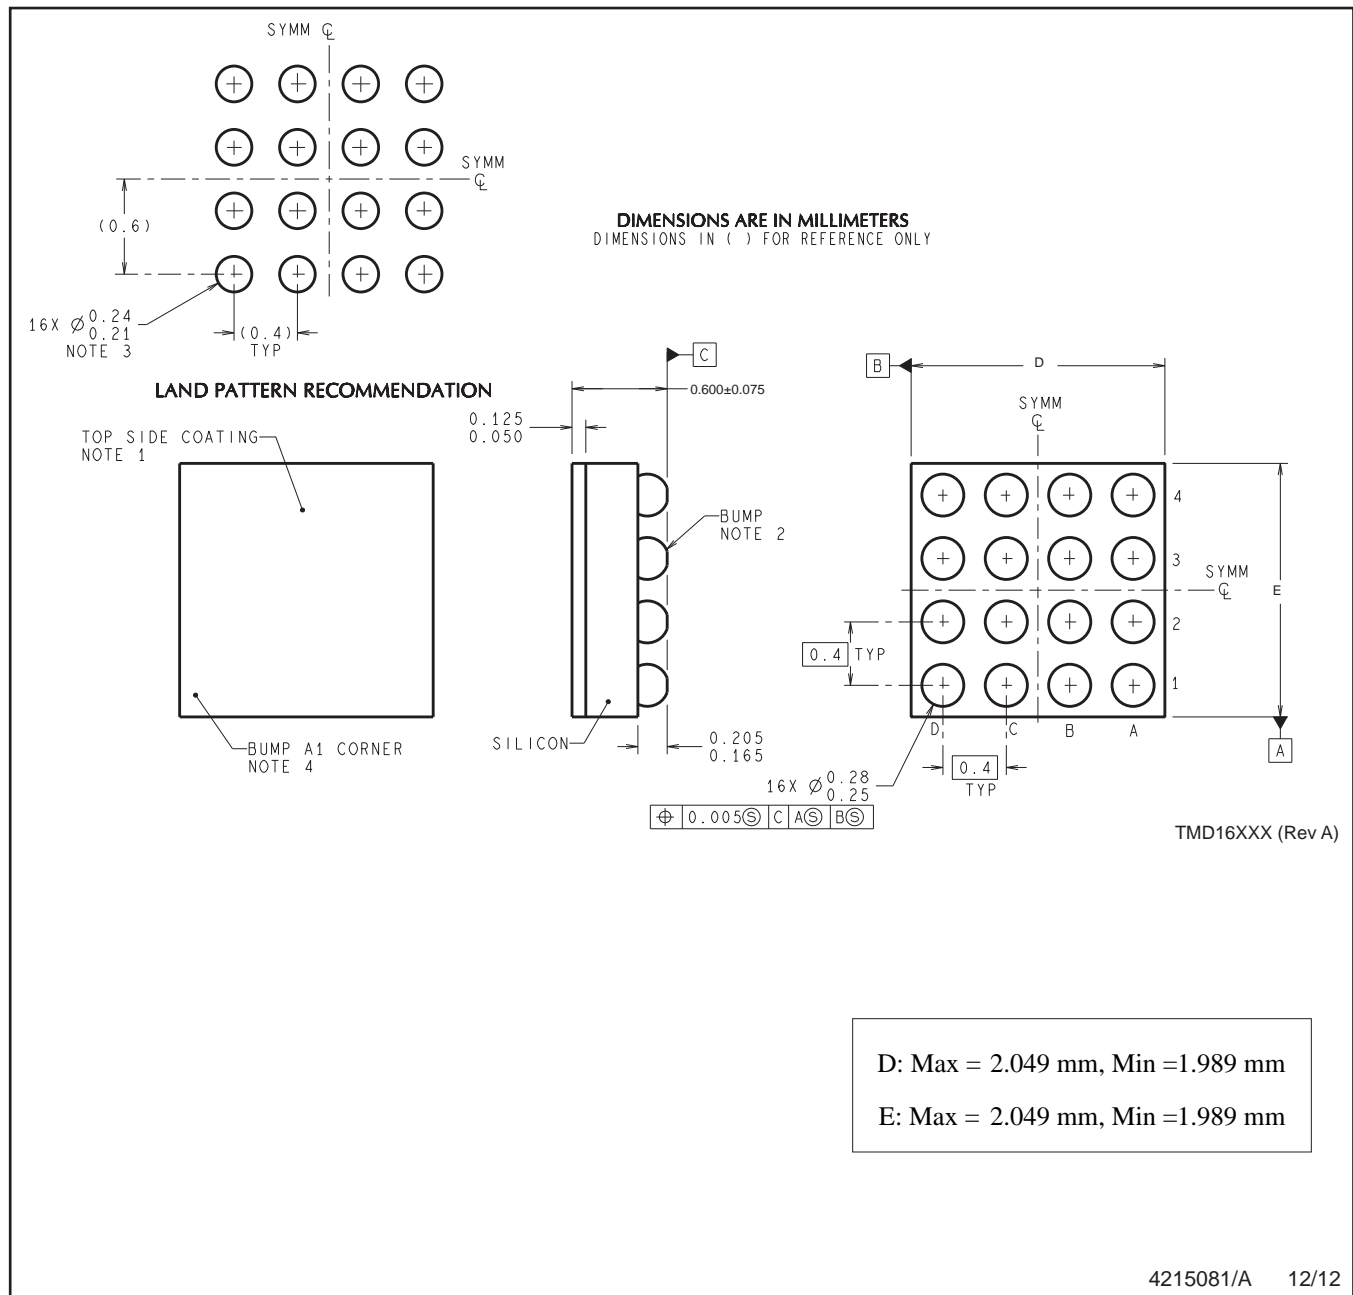 SYMM ℄
SYMM
℄
(0.6)
16X Ø 0.24
0.21
NOTE 3
(0.4)
TYP
LAND PATTERN RECOMMENDATION
DIMENSIONS ARE IN MILLIMETERS
DIMENSIONS IN ( ) FOR REFERENCE ONLY
TOP SIDE COATING
NOTE 1
BUMP A1 CORNER
NOTE 4
C
0.600±0.075
0.125
0.050
BUMP
NOTE 2
SILICON
0.205
0.165
B
D
SYMM
℄
4
3
SYMM
℄
E
2
1
0.4 TYP
D C B A
A
0.4
TYP
16X Ø 0.28
0.25
⌖ 0.005Ⓢ C AⓈ BⓈ
TMD16XXX (Rev A)
D: Max = 2.049 mm, Min =1.989 mm
E: Max = 2.049 mm, Min =1.989 mm
4215081/A 12/12